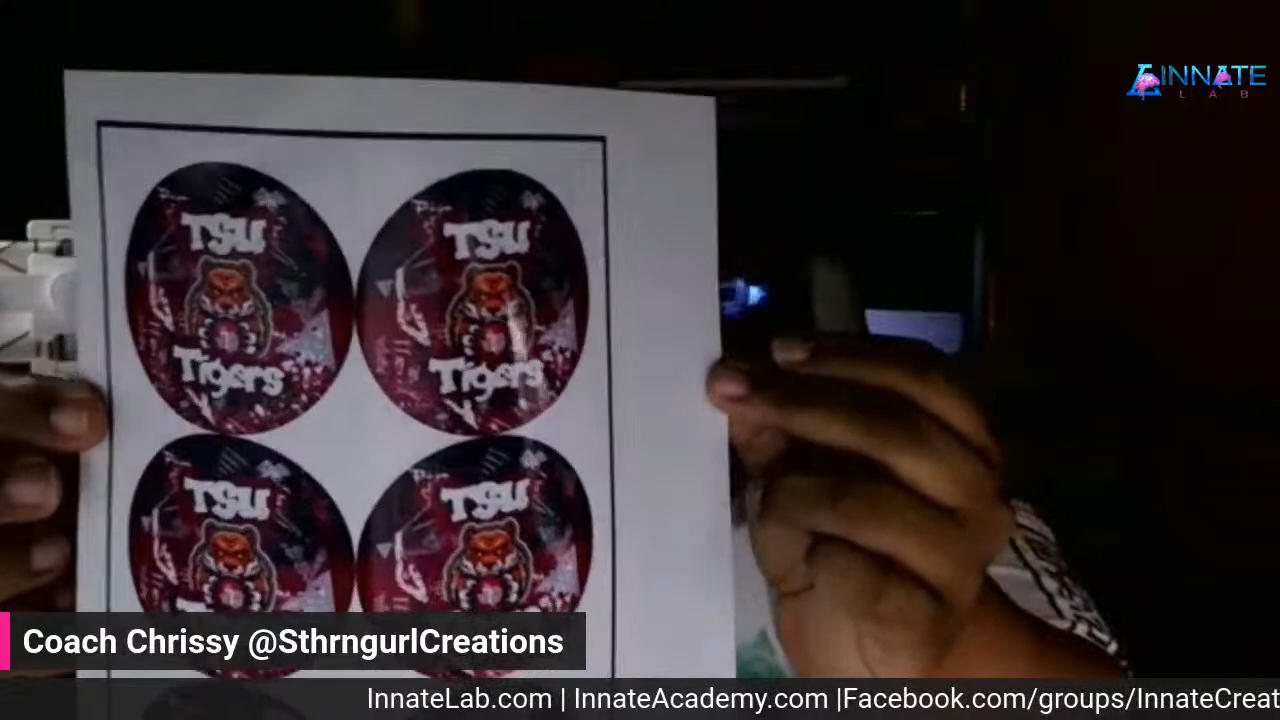 INNATE
LAB
TSU
Tigers
TSU
Tigers
TSU
TSU
Coach Chrissy @SthrngurlCreations
InnateLab.com | InnateAcademy.com |Facebook.com/groups/InnateCreat